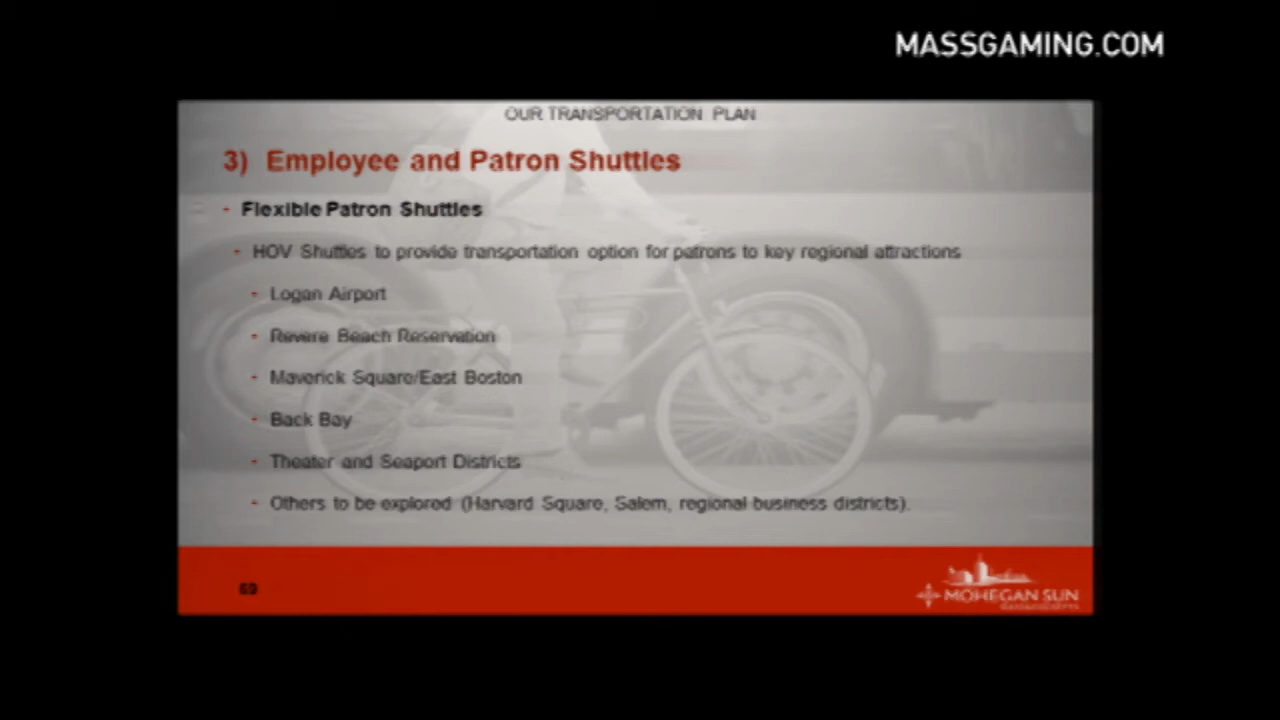 MASSGAMING.COM
OUR TRANSPORTATION PLAN
3) Employee and Patron Shuttles
- Flexible Patron Shuttles
- HOV Shuttles to provide transportation option for patrons to key regional attractions
- Logan Airport
- Revere Beach Reservation
- Maverick Square/East Boston
- Back Bay
- Theater and Seaport Districts
- Others to be explored (Harvard Square, Salem, regional business districts).
69
MOHEGAN SUN